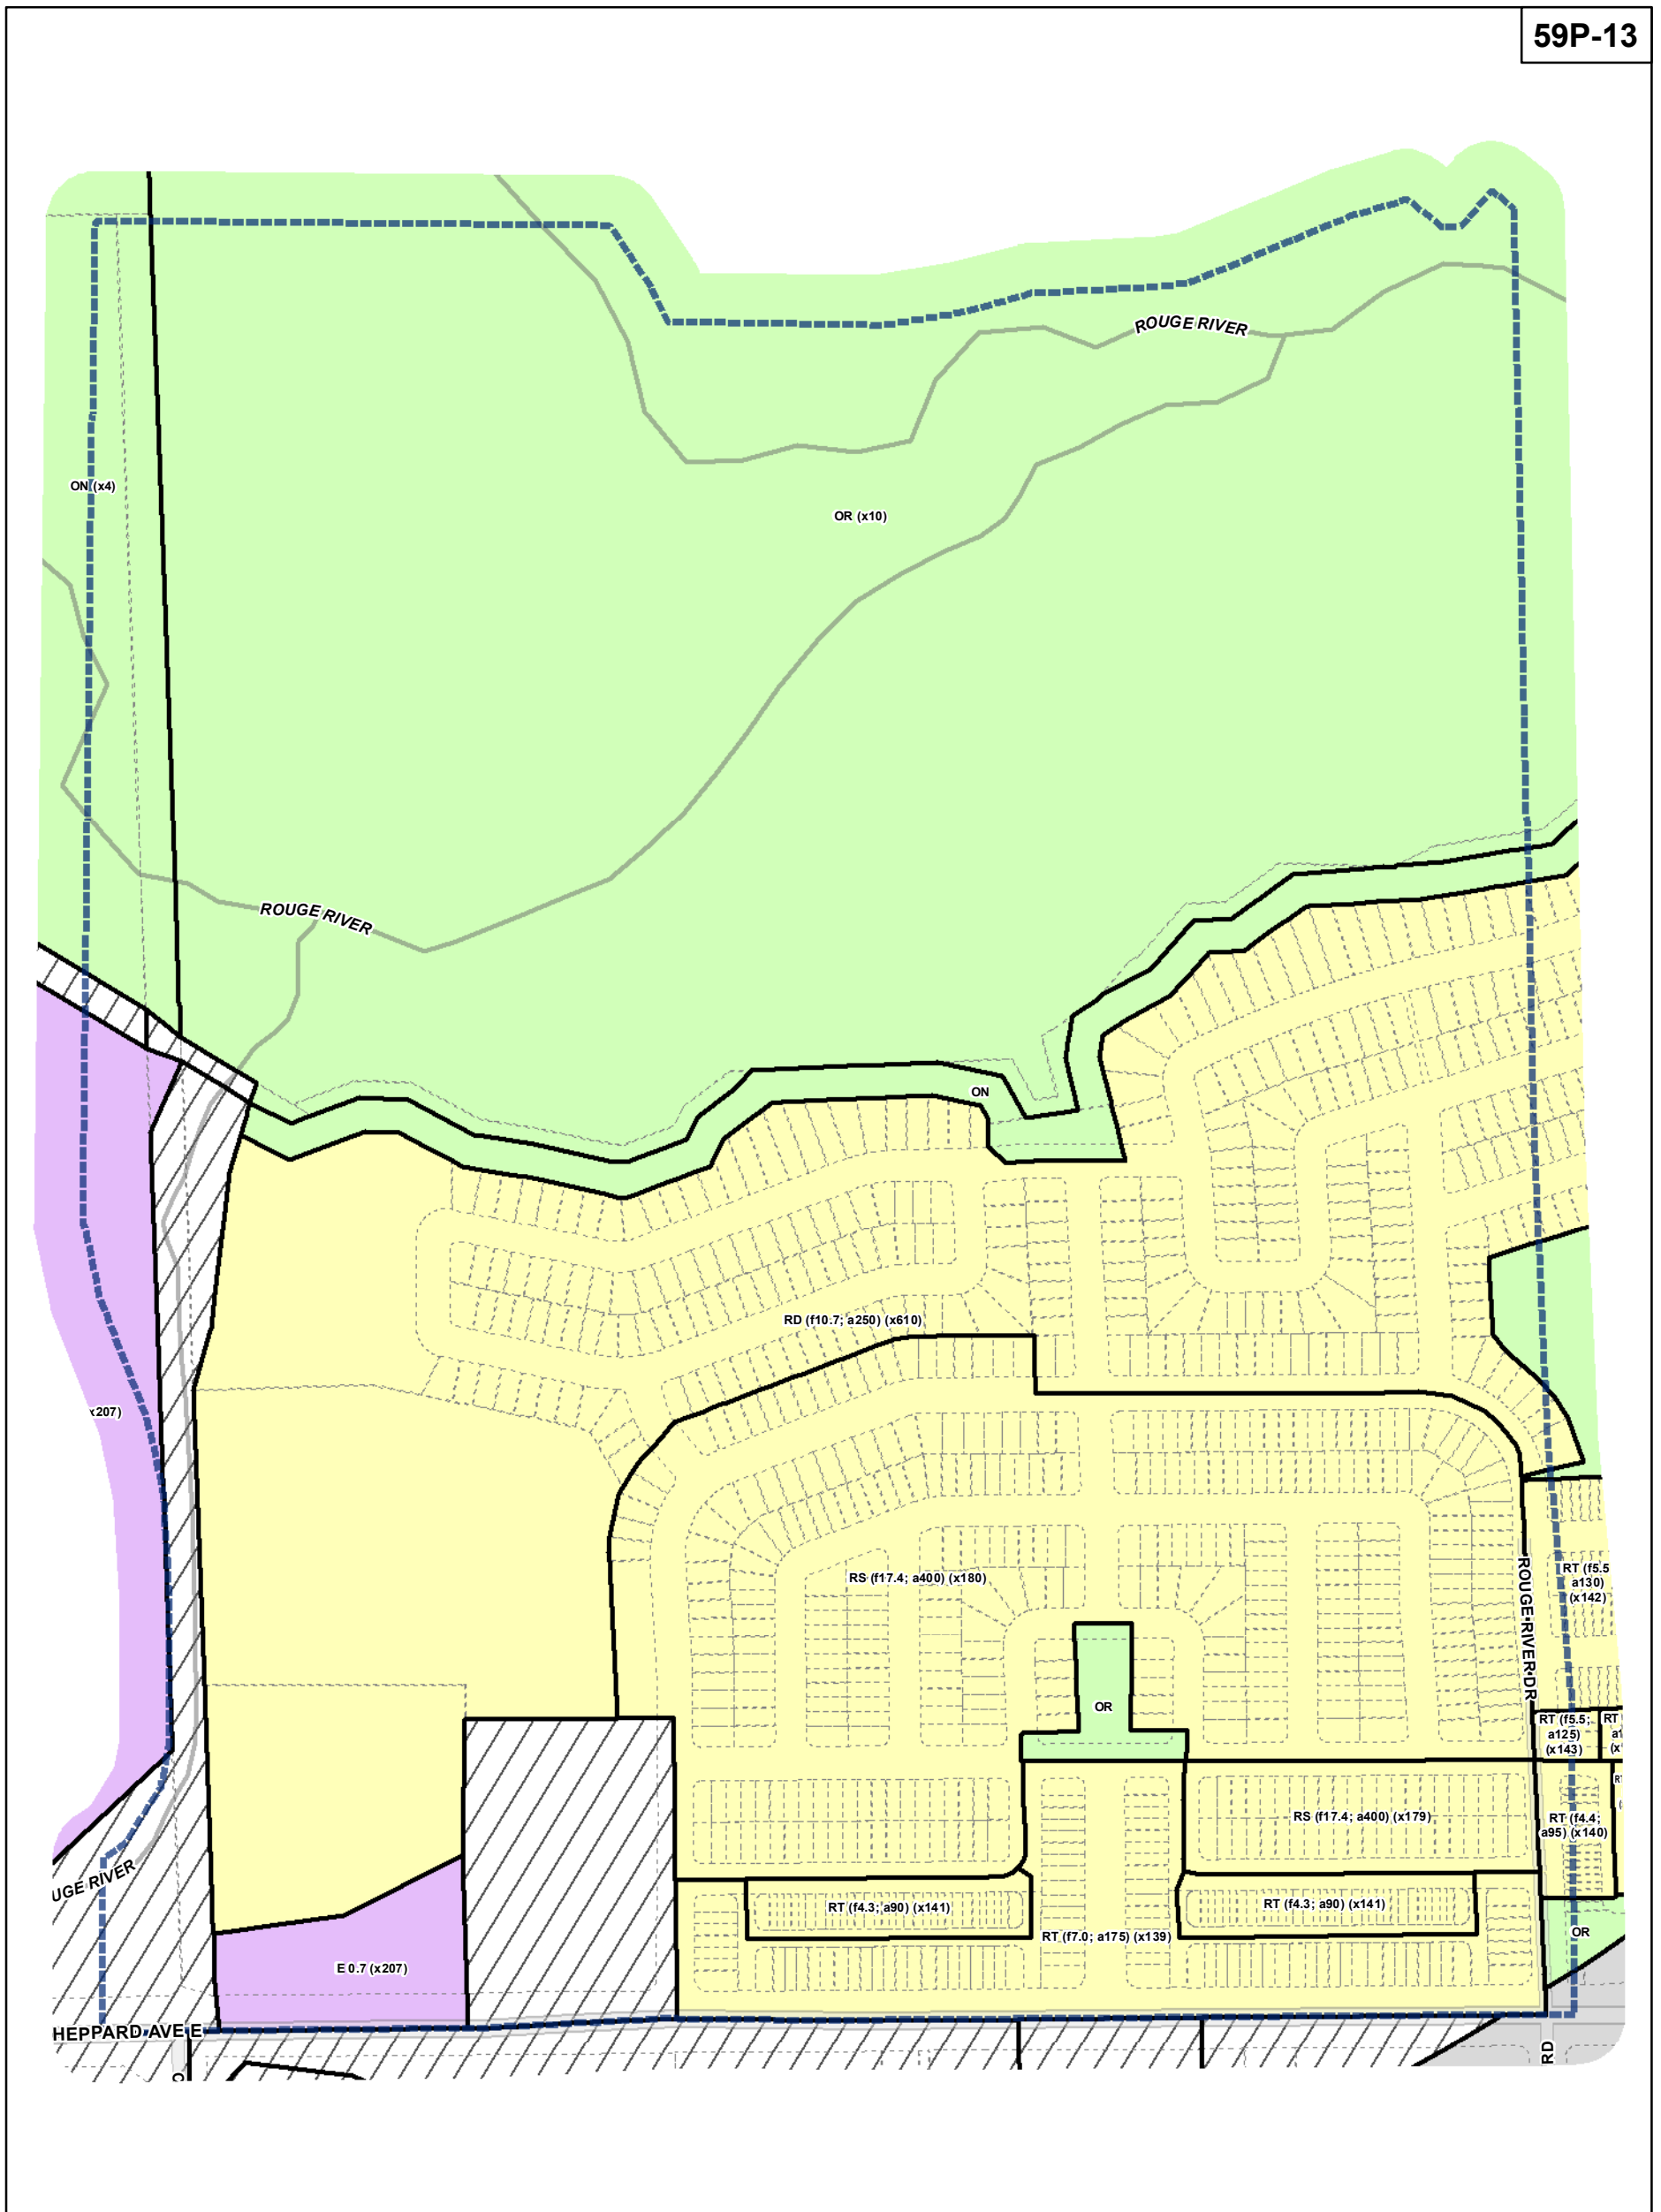 59P-13
ROUGE RIVER
ON (x4)
OR (x10)
ROUGE RIVER
ON
RD (f10.7; a250) (x610)
x207)
RS (f17.4; a400) (x180)
RT (f5.5
a130)
(x142)
ROUGE RIVER DR
OR
RT (f5.5;
a125)
(x143)
RT
RS (f17.4; a400) (x179)
RT (f4.4;
a95) (x140)
UGE RIVER
RT (f4.3; a90) (x141)
RT (f4.3; a90) (x141)
RT (f7.0; a175) (x139)
OR
E 0.7 (x207)
HEPPARD AVE E
RD